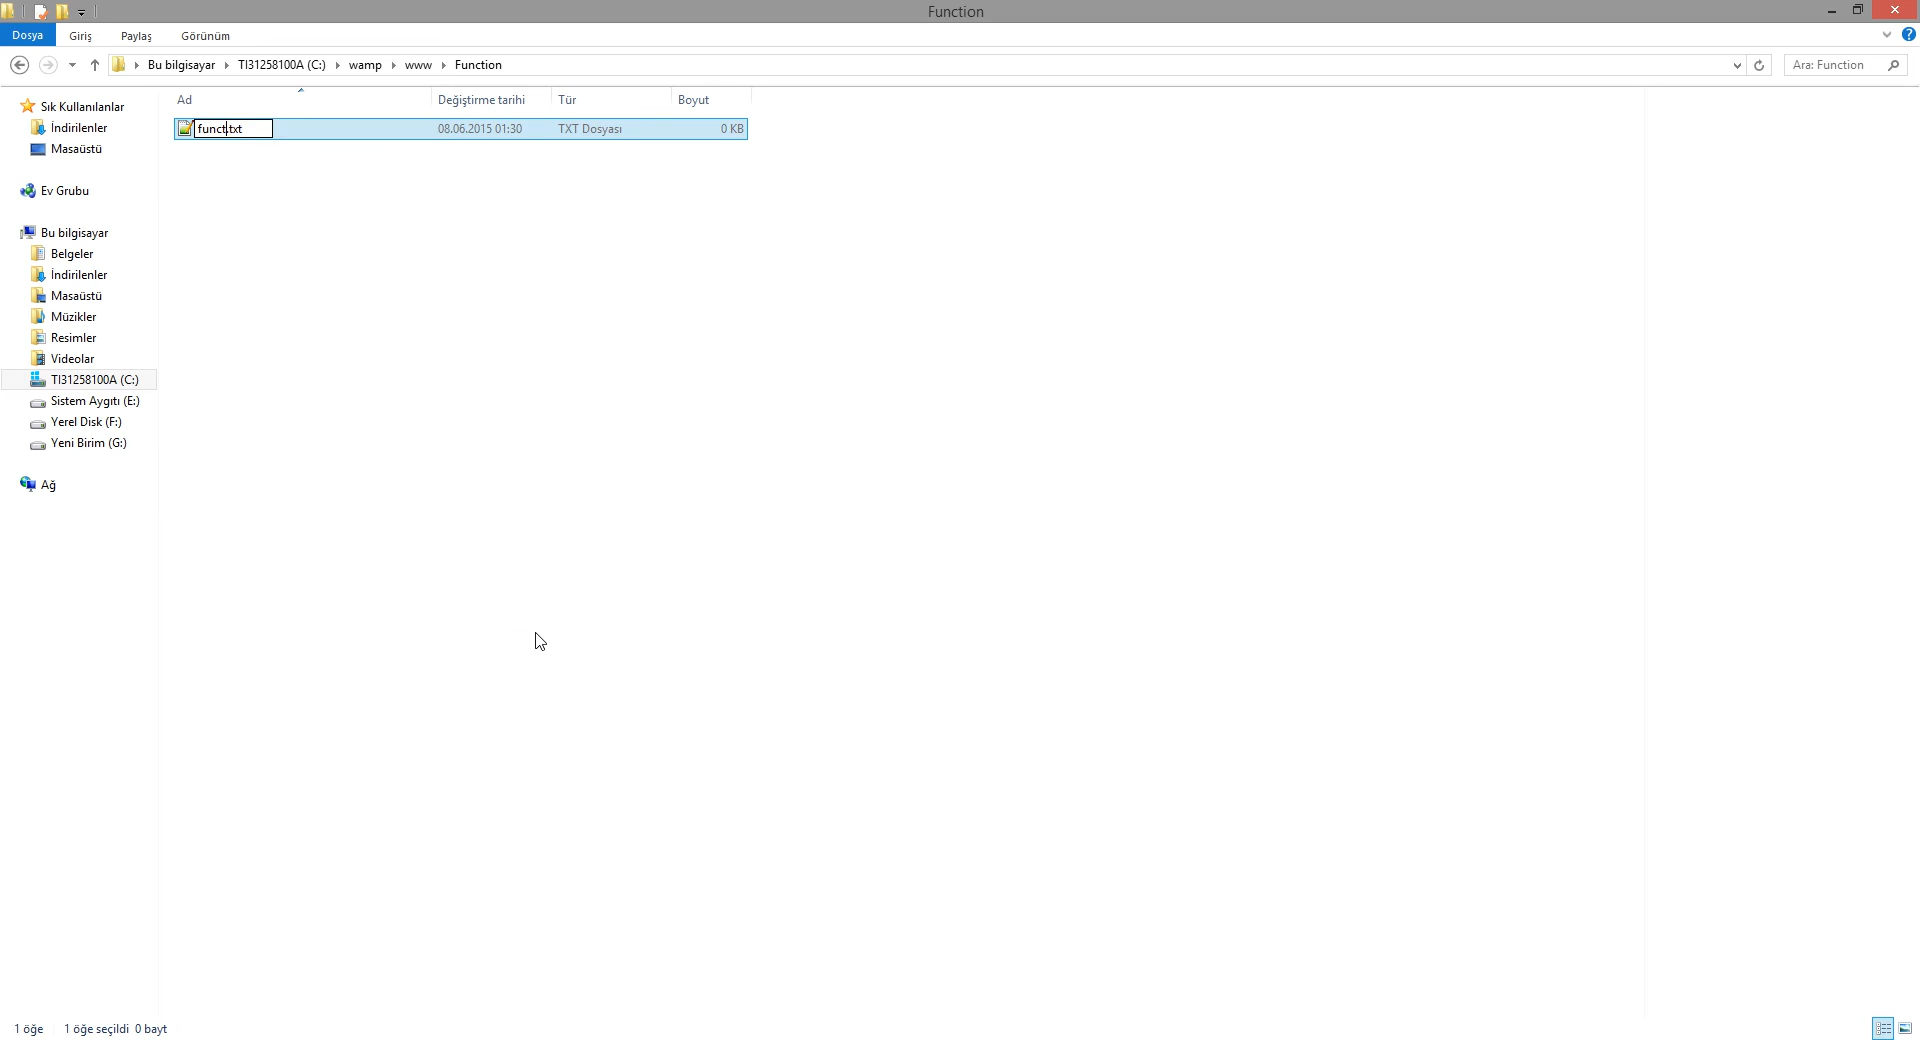 Function
Dosya Giriş Paylaş Görünüm
Bu bilgisayar TI31258100A (C:) wamp www Function
Ara: Function
Ad Değiştirme tarihi Tür Boyut
funct.txt 08.06.2015 01:30 TXT Dosyası 0 KB
Sık Kullanılanlar
İndirilenler
Masaüstü
Ev Grubu
Bu bilgisayar
Belgeler
İndirilenler
Masaüstü
Müzikler
Resimler
Videolar
TI31258100A (C:)
Sistem Aygıtı (E:)
Yerel Disk (F:)
Yeni Birim (G:)
Ağ
1 öğe 1 öğe seçildi 0 bayt